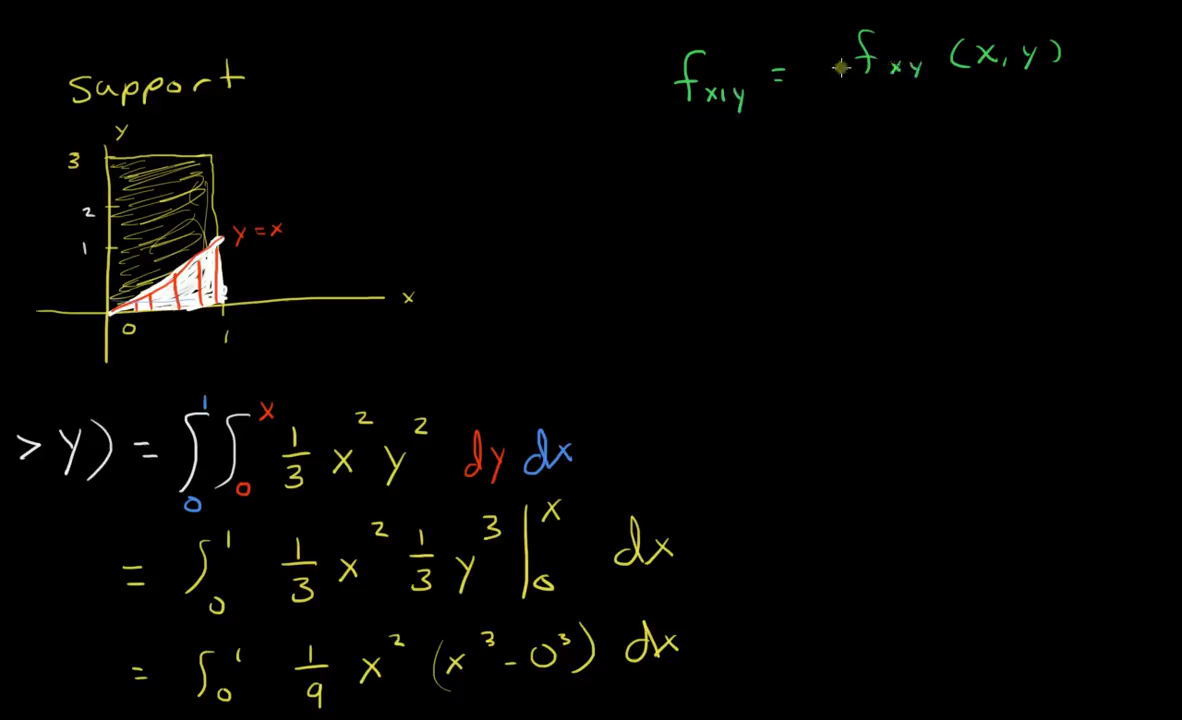 support
f_{x|y} = f_{xy} (x, y)
y
3
2
1
y = x
x
0
1
> Y) = ∫_0^1 ∫_0^x 1/3 x^2 y^2 dy dx
= ∫_0^1 1/3 x^2 1/3 y^3 |_0^x dx
= ∫_0^1 1/9 x^2 (x^3 - 0^3) dx